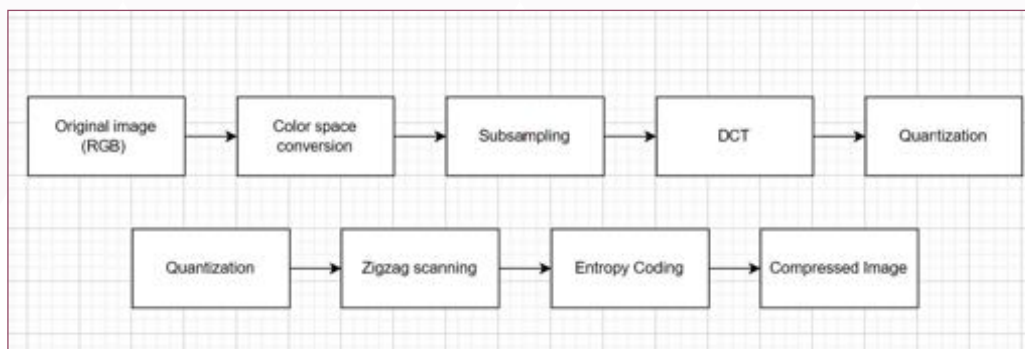 Original image
(RGB)
Color space
conversion
Subsampling
DCT
Quantization
Quantization
Zigzag scanning
Entropy Coding
Compressed Image